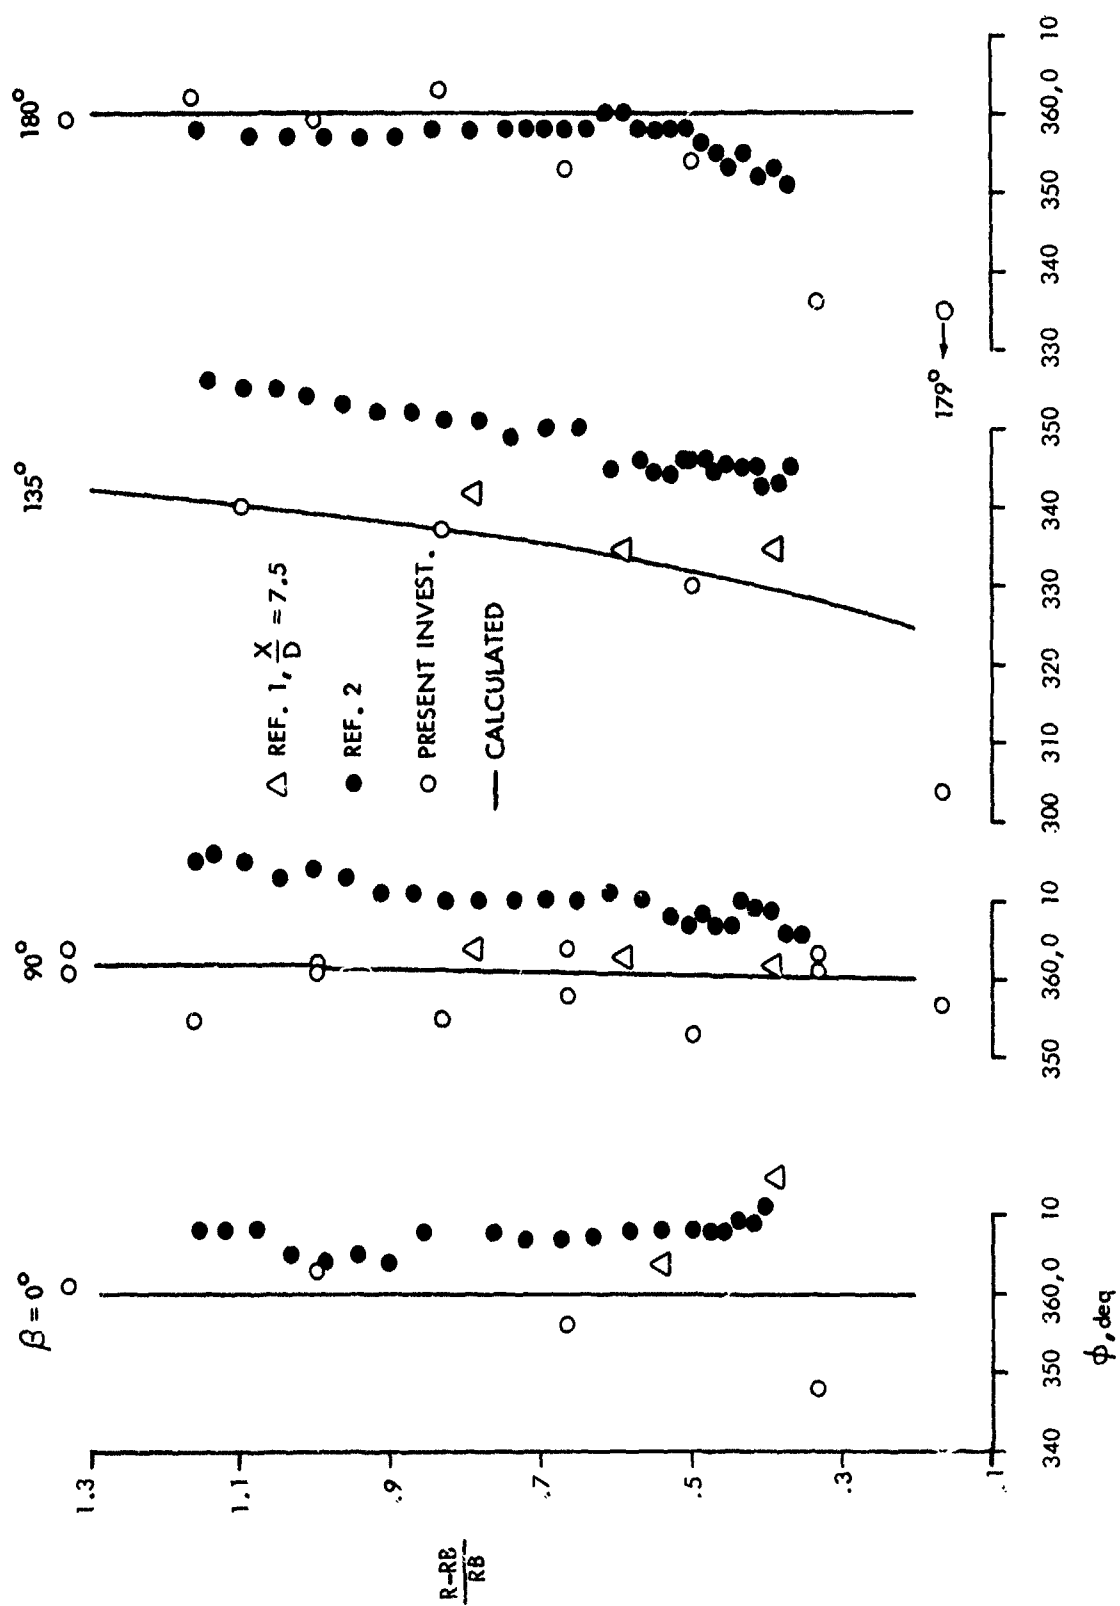 β = 0°
90°
135°
180°
1.3
1.1
.9
.7
.5
.3
.1
R-RB
RB
△ REF. 1, X/D = 7.5
● REF. 2
○ PRESENT INVEST.
— CALCULATED
179° ←
340 350 360,0 10
350 360,0 10
300 310 320 330 340 350
330 340 350 360,0 10
ϕ, deg